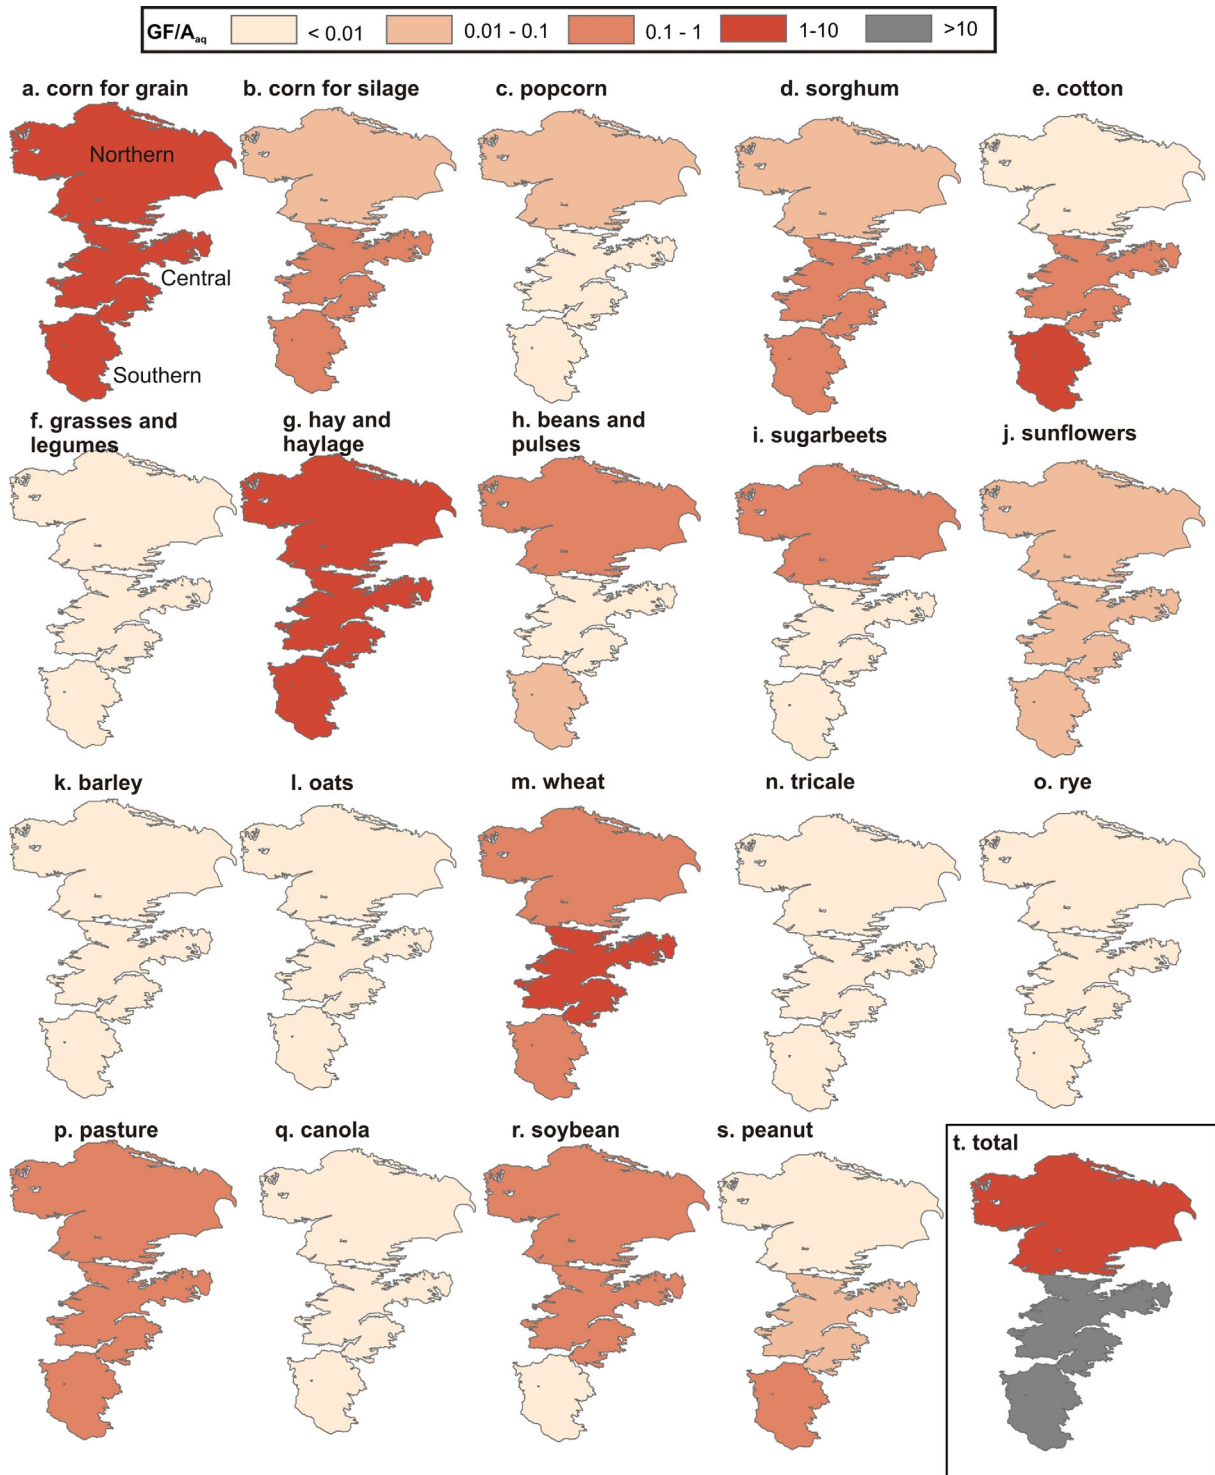 GF/Aaq < 0.01 0.01 - 0.1 0.1 - 1 1-10 >10
a. corn for grain
b. corn for silage
c. popcorn
d. sorghum
e. cotton
Northern
Central
Southern
f. grasses and
legumes
g. hay and
haylage
h. beans and
pulses
i. sugarbeets
j. sunflowers
k. barley
l. oats
m. wheat
n. tricale
o. rye
p. pasture
q. canola
r. soybean
s. peanut
t. total